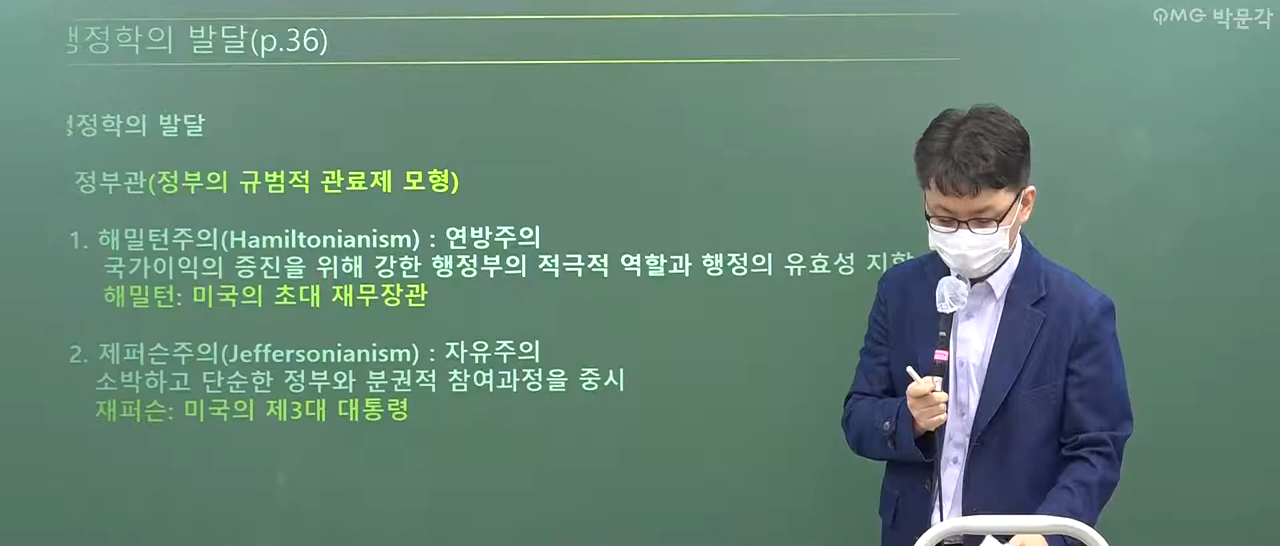 행정학의 발달(p.36)
PMG 박문각
행정학의 발달
정부관(정부의 규범적 관료제 모형)
1. 해밀턴주의(Hamiltonianism) : 연방주의
국가이익의 증진을 위해 강한 행정부의 적극적 역할과 행정의 유효성 지향
해밀턴: 미국의 초대 재무장관
2. 제퍼슨주의(Jeffersonianism) : 자유주의
소박하고 단순한 정부와 분권적 참여과정을 중시
재퍼슨: 미국의 제3대 대통령